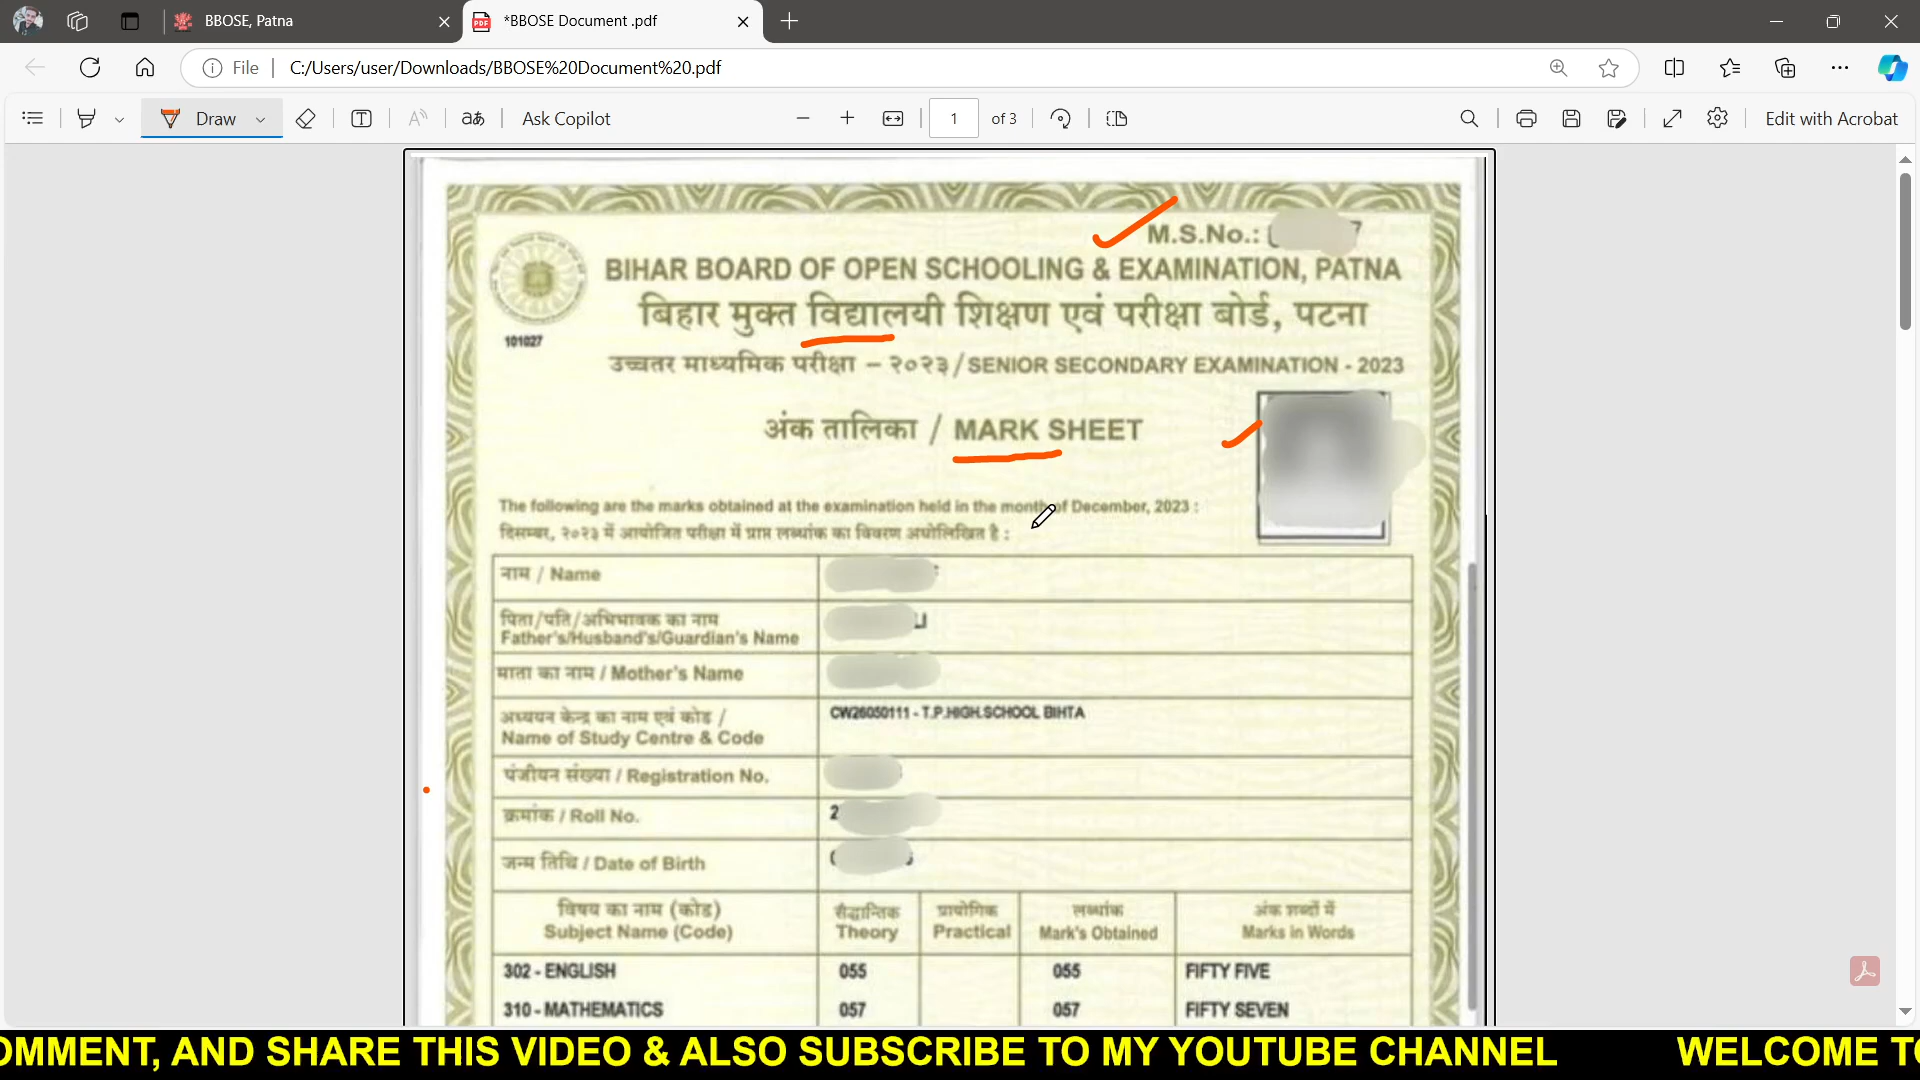 BBOSE, Patna
*BBOSE Document .pdf
File
C:/Users/user/Downloads/BBOSE%20Document%20.pdf
Draw
Ask Copilot
1 of 3
Edit with Acrobat
M.S.No.:
BIHAR BOARD OF OPEN SCHOOLING & EXAMINATION, PATNA
बिहार मुक्त विद्यालयी शिक्षण एवं परीक्षा बोर्ड, पटना
101027
उच्चतर माध्यमिक परीक्षा – २०२३/SENIOR SECONDARY EXAMINATION - 2023
अंक तालिका / MARK SHEET
The following are the marks obtained at the examination held in the month of December, 2023 :
दिसम्बर, २०२३ में आयोजित परीक्षा में प्राप्त लब्धांक का विवरण अधोलिखित है :
नाम / Name
पिता/पति/अभिभावक का नाम
Father's/Husband's/Guardian's Name
माता का नाम / Mother's Name
अध्ययन केन्द्र का नाम एवं कोड /
Name of Study Centre & Code
CW26050111 - T.P.HIGH.SCHOOL BIHTA
पंजीयन संख्या / Registration No.
क्रमांक / Roll No.
2
जन्म तिथि / Date of Birth
विषय का नाम (कोड)
Subject Name (Code)
सैद्धान्तिक
Theory
प्रायोगिक
Practical
लब्धांक
Mark's Obtained
अंक शब्दों में
Marks in Words
302 - ENGLISH 055 055 FIFTY FIVE
310 - MATHEMATICS 057 057 FIFTY SEVEN
OMMENT, AND SHARE THIS VIDEO & ALSO SUBSCRIBE TO MY YOUTUBE CHANNEL WELCOME TO